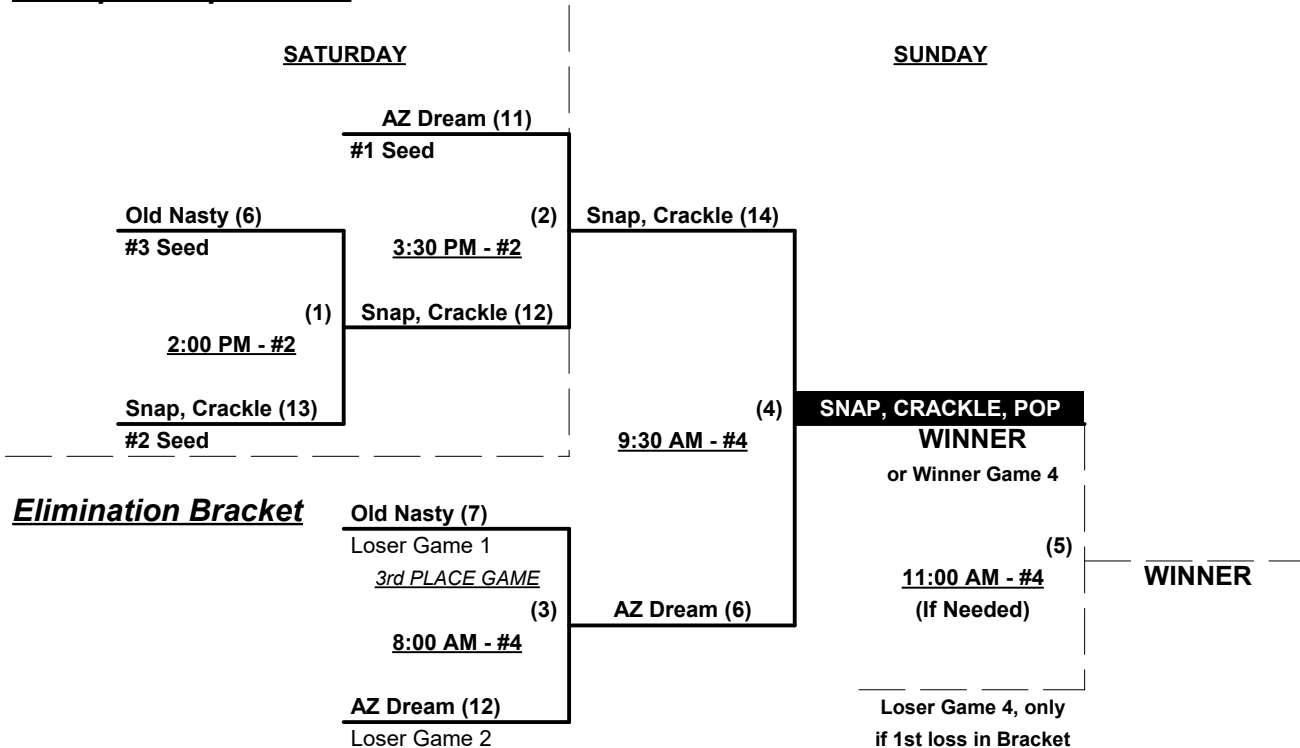 SATURDAY
SUNDAY
AZ Dream (11)
#1 Seed
Old Nasty (6)
#3 Seed
(2)
3:30 PM - #2
Snap, Crackle (14)
(1)
2:00 PM - #2
Snap, Crackle (12)
Snap, Crackle (13)
#2 Seed
(4)
9:30 AM - #4
SNAP, CRACKLE, POP
WINNER
or Winner Game 4
Elimination Bracket
Old Nasty (7)
Loser Game 1
3rd PLACE GAME
(3)
8:00 AM - #4
AZ Dream (6)
(5)
11:00 AM - #4
(If Needed)
WINNER
AZ Dream (12)
Loser Game 2
Loser Game 4, only
if 1st loss in Bracket